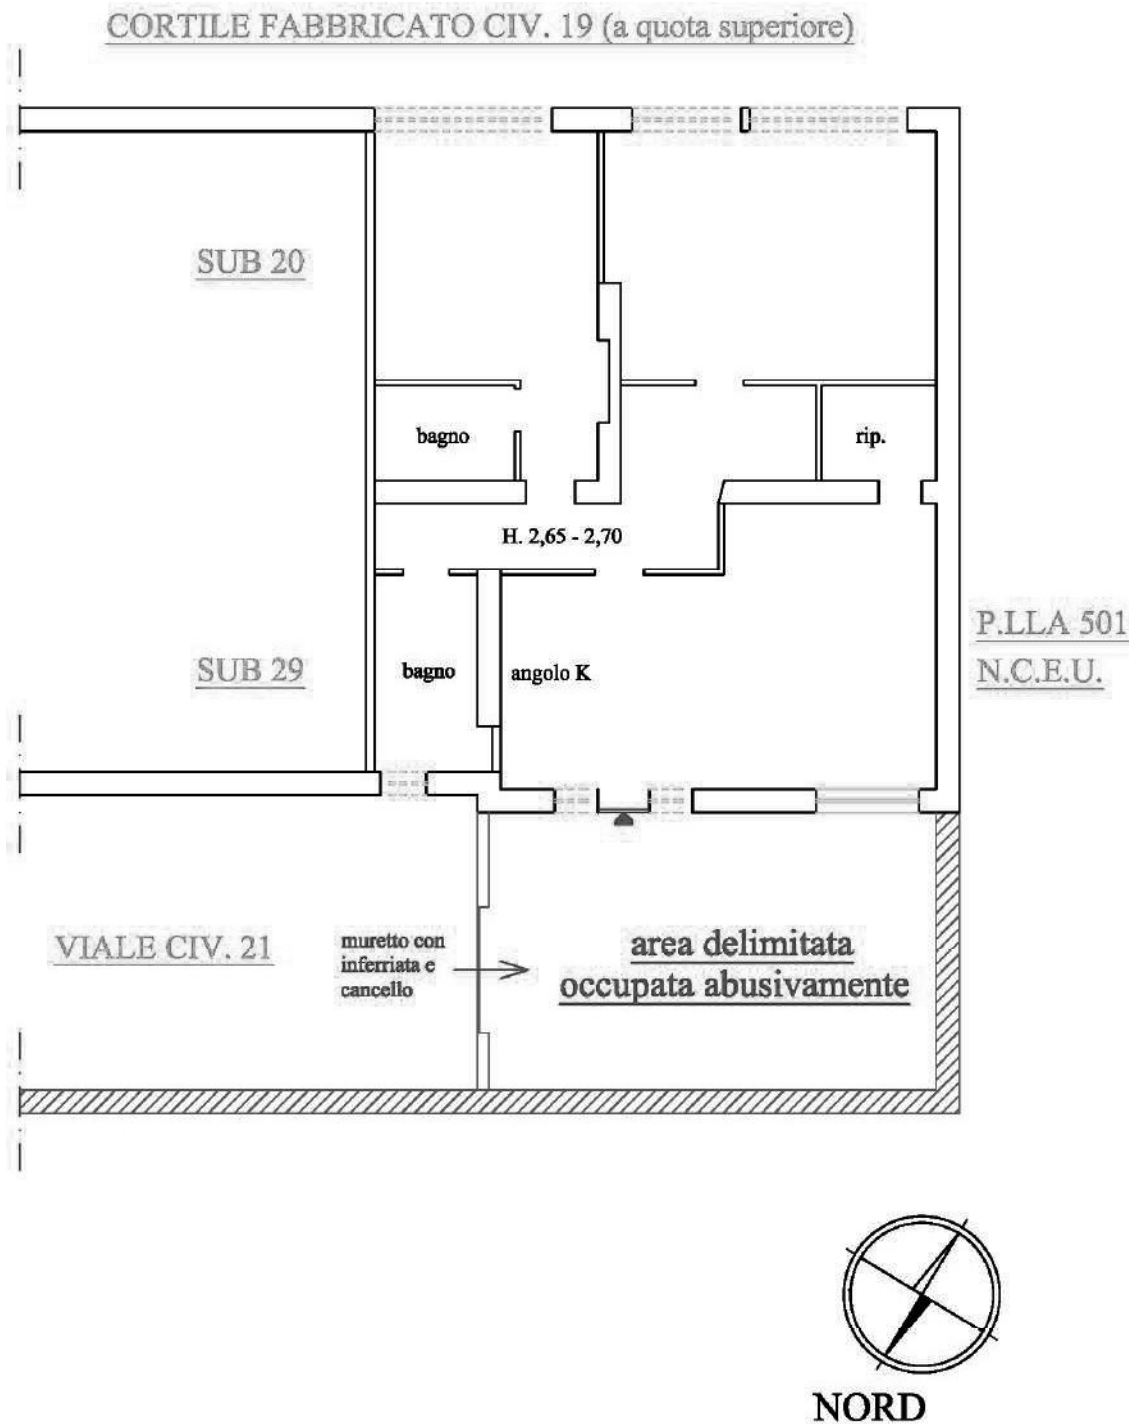 CORTILE FABBRICATO CIV. 19 (a quota superiore)
SUB 20
bagno
rip.
H. 2,65 - 2,70
SUB 29
bagno
angolo K
P.LLA 501
N.C.E.U.
VIALE CIV. 21
muretto con
inferriata e
cancello
area delimitata
occupata abusivamente
NORD